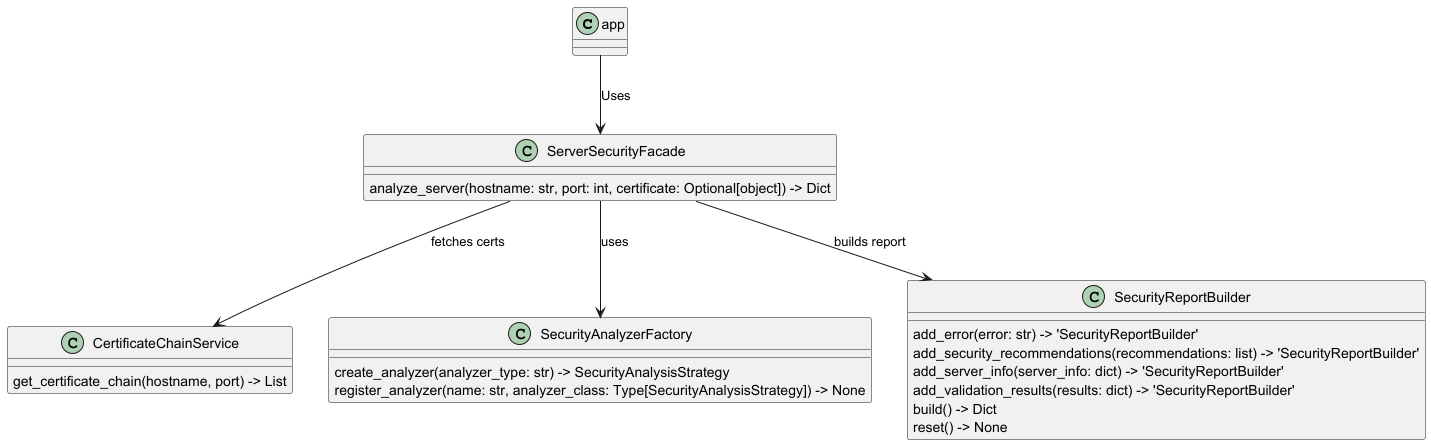 C app
Uses
C ServerSecurityFacade
analyze_server(hostname: str, port: int, certificate: Optional[object]) -> Dict
fetches certs
uses
builds report
C CertificateChainService
get_certificate_chain(hostname, port) -> List
C SecurityAnalyzerFactory
create_analyzer(analyzer_type: str) -> SecurityAnalysisStrategy
register_analyzer(name: str, analyzer_class: Type[SecurityAnalysisStrategy]) -> None
C SecurityReportBuilder
add_error(error: str) -> 'SecurityReportBuilder'
add_security_recommendations(recommendations: list) -> 'SecurityReportBuilder'
add_server_info(server_info: dict) -> 'SecurityReportBuilder'
add_validation_results(results: dict) -> 'SecurityReportBuilder'
build() -> Dict
reset() -> None